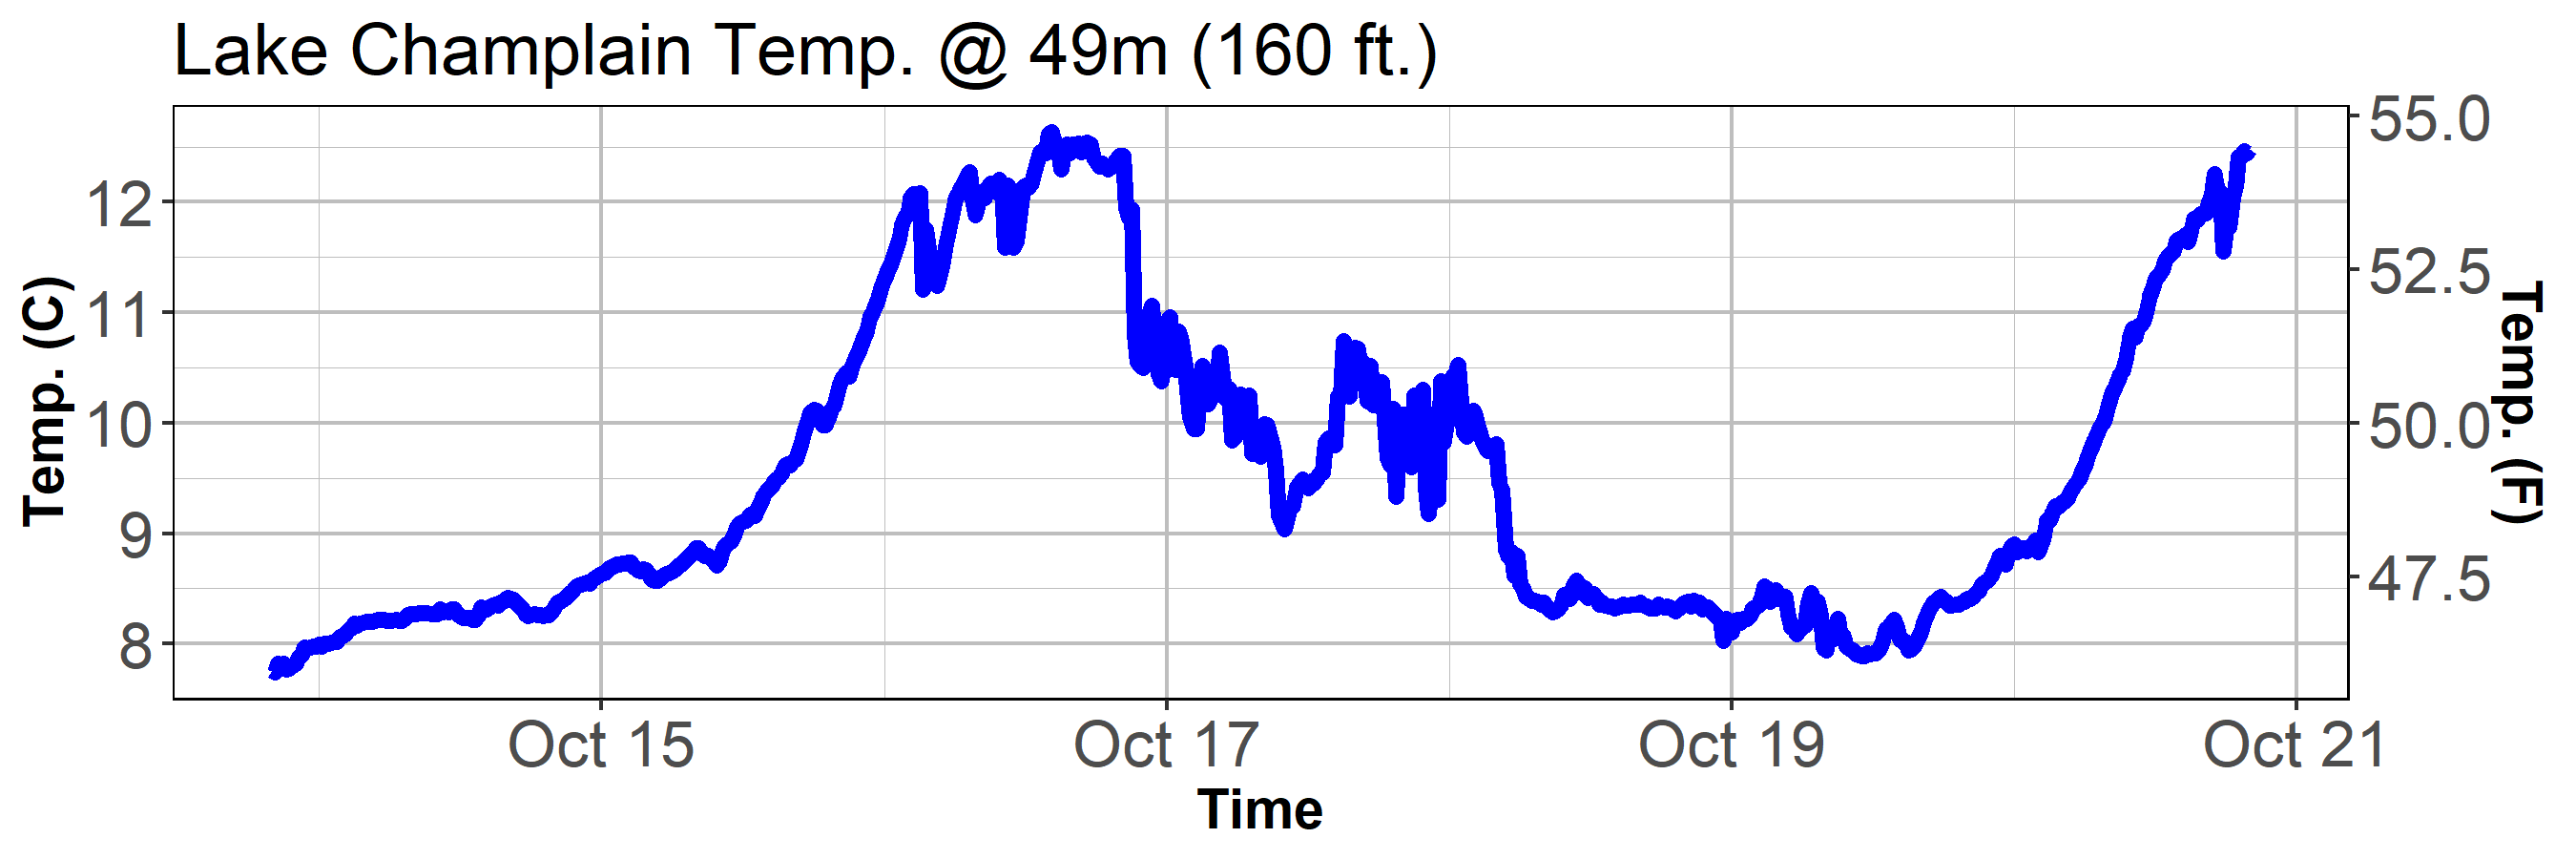 Lake Champlain Temp. @ 49m (160 ft.)
Temp. (C)
12
11
10
9
8
55.0
52.5
50.0
47.5
Temp. (F)
Oct 15
Oct 17
Oct 19
Oct 21
Time